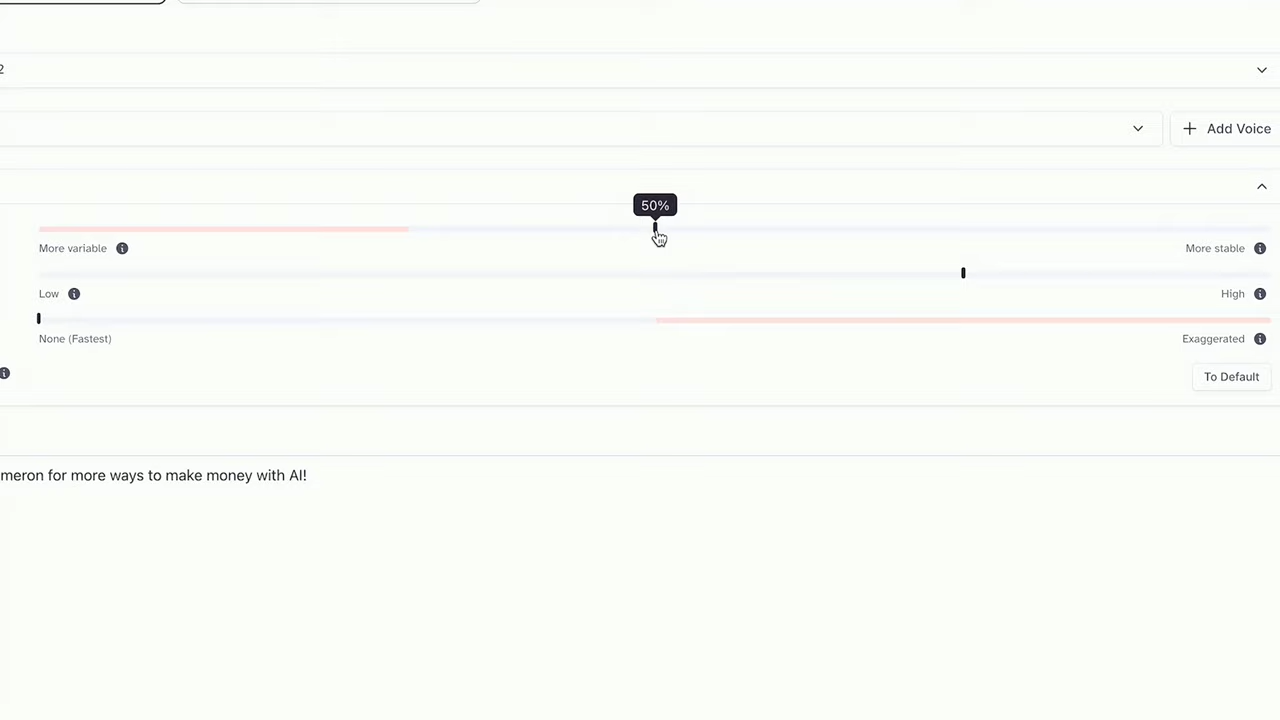 2
Add Voice
50%
More variable More stable
Low High
None (Fastest) Exaggerated
To Default
meron for more ways to make money with AI!